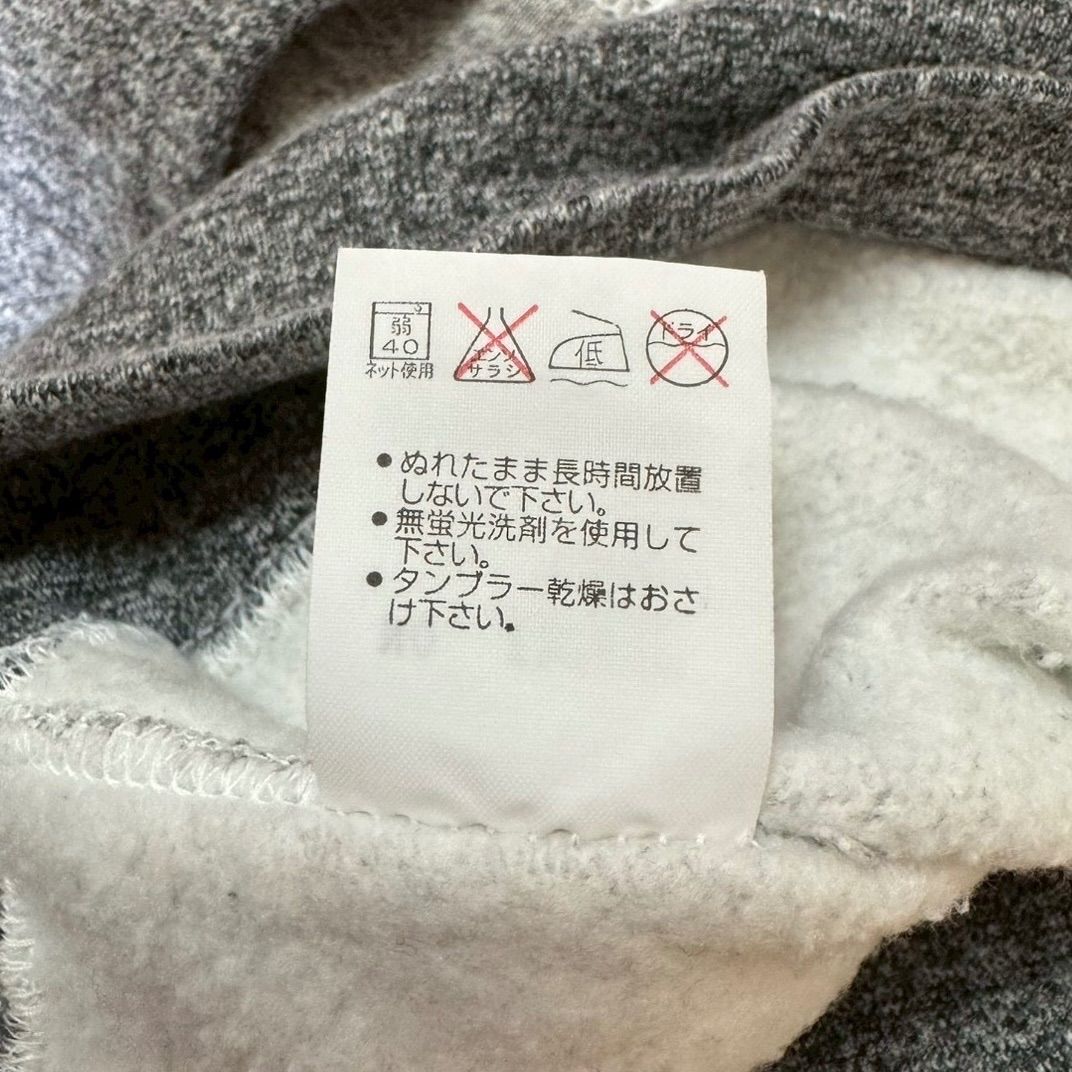 弱
40
ネット使用
エンソ
サラシ
低
ドライ
●ぬれたまま長時間放置
しないで下さい。
●無蛍光洗剤を使用して
下さい。
●タンブラー乾燥はおさ
け下さい。